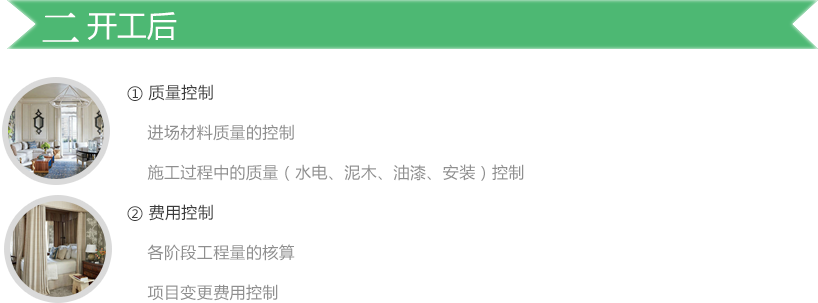 二 开工后
① 质量控制
进场材料质量的控制
施工过程中的质量（水电、泥木、油漆、安装）控制
② 费用控制
各阶段工程量的核算
项目变更费用控制